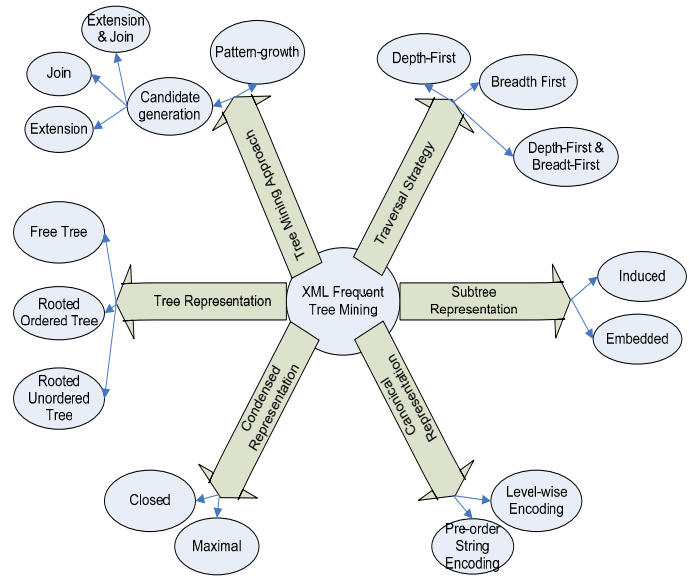 Extension
& Join
Join
Extension
Candidate
generation
Pattern-growth
Tree Mining Approach
Depth-First
Breadth First
Depth-First &
Breadt-First
Traversal Strategy
Free Tree
Rooted
Ordered Tree
Rooted
Unordered
Tree
Tree Representation
XML Frequent
Tree Mining
Subtree
Representation
Induced
Embedded
Condensed
Representation
Closed
Maximal
Canonical
Representation
Level-wise
Encoding
Pre-order
String
Encoding